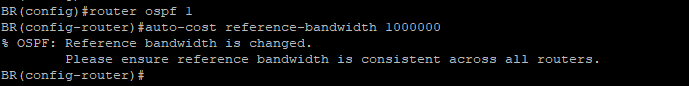 BR(config)#router ospf 1
BR(config-router)#auto-cost reference-bandwidth 1000000
% OSPF: Reference bandwidth is changed.
        Please ensure reference bandwidth is consistent across all routers.
BR(config-router)#